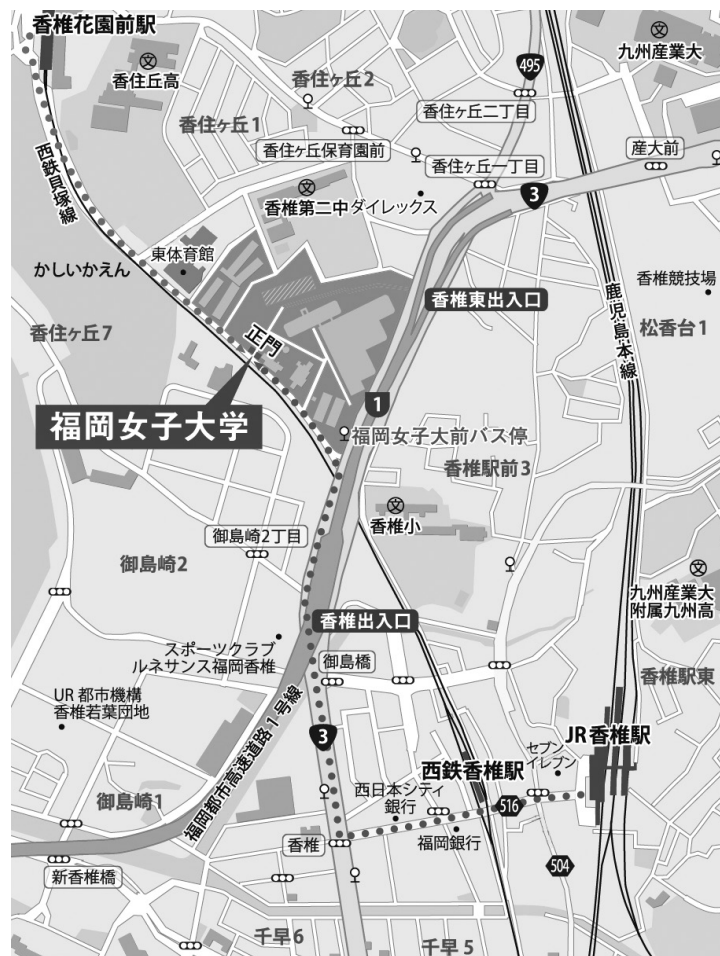 香椎花園前駅
香住丘高
香住ヶ丘2
495
九州産業大
香住ヶ丘1
香住ヶ丘二丁目
西鉄貝塚線
香住ヶ丘保育園前
香住ヶ丘一丁目
産大前
香椎第二中
ダイレックス
3
東体育館
かしいかえん
香椎東出入口
鹿児島本線
香椎競技場
松香台1
香住ヶ丘7
正門
1
福岡女子大学
福岡女子大前バス停
香椎駅前3
香椎小
御島崎2丁目
御島崎2
九州産業大
附属九州高
香椎出入口
スポーツクラブ
ルネサンス福岡香椎
御島橋
香椎駅東
UR 都市機構
香椎若葉団地
福岡都市高速道路1号線
3
JR香椎駅
西鉄香椎駅
セブン
イレブン
御島崎1
西日本シティ
銀行
516
香椎
福岡銀行
504
新香椎橋
千早6
千早5